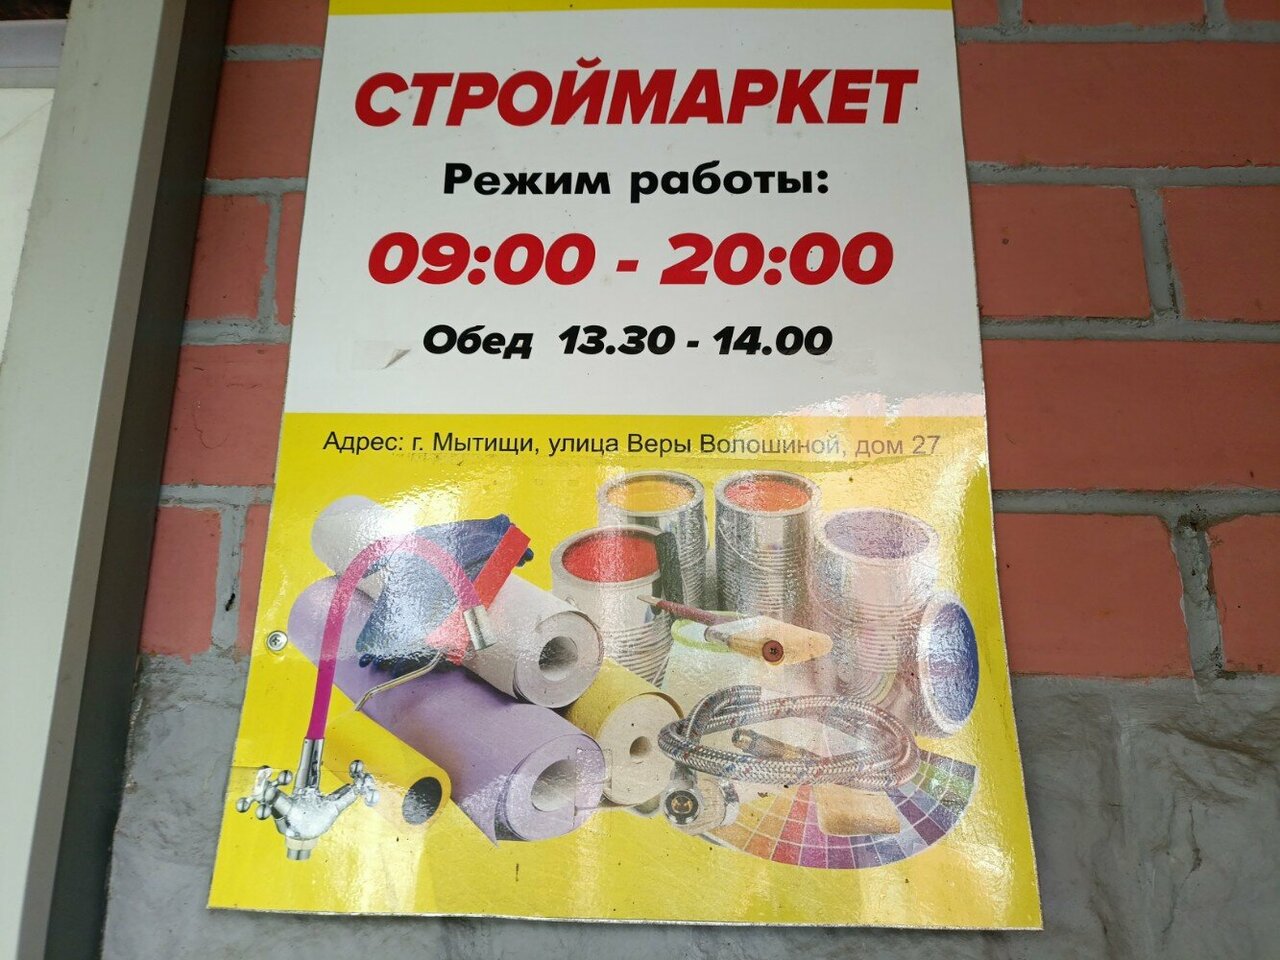 СТРОЙМАРКЕТ
Режим работы:
09:00 - 20:00
Обед 13.30 - 14.00
Адрес: г. Мытищи, улица Веры Волошиной, дом 27